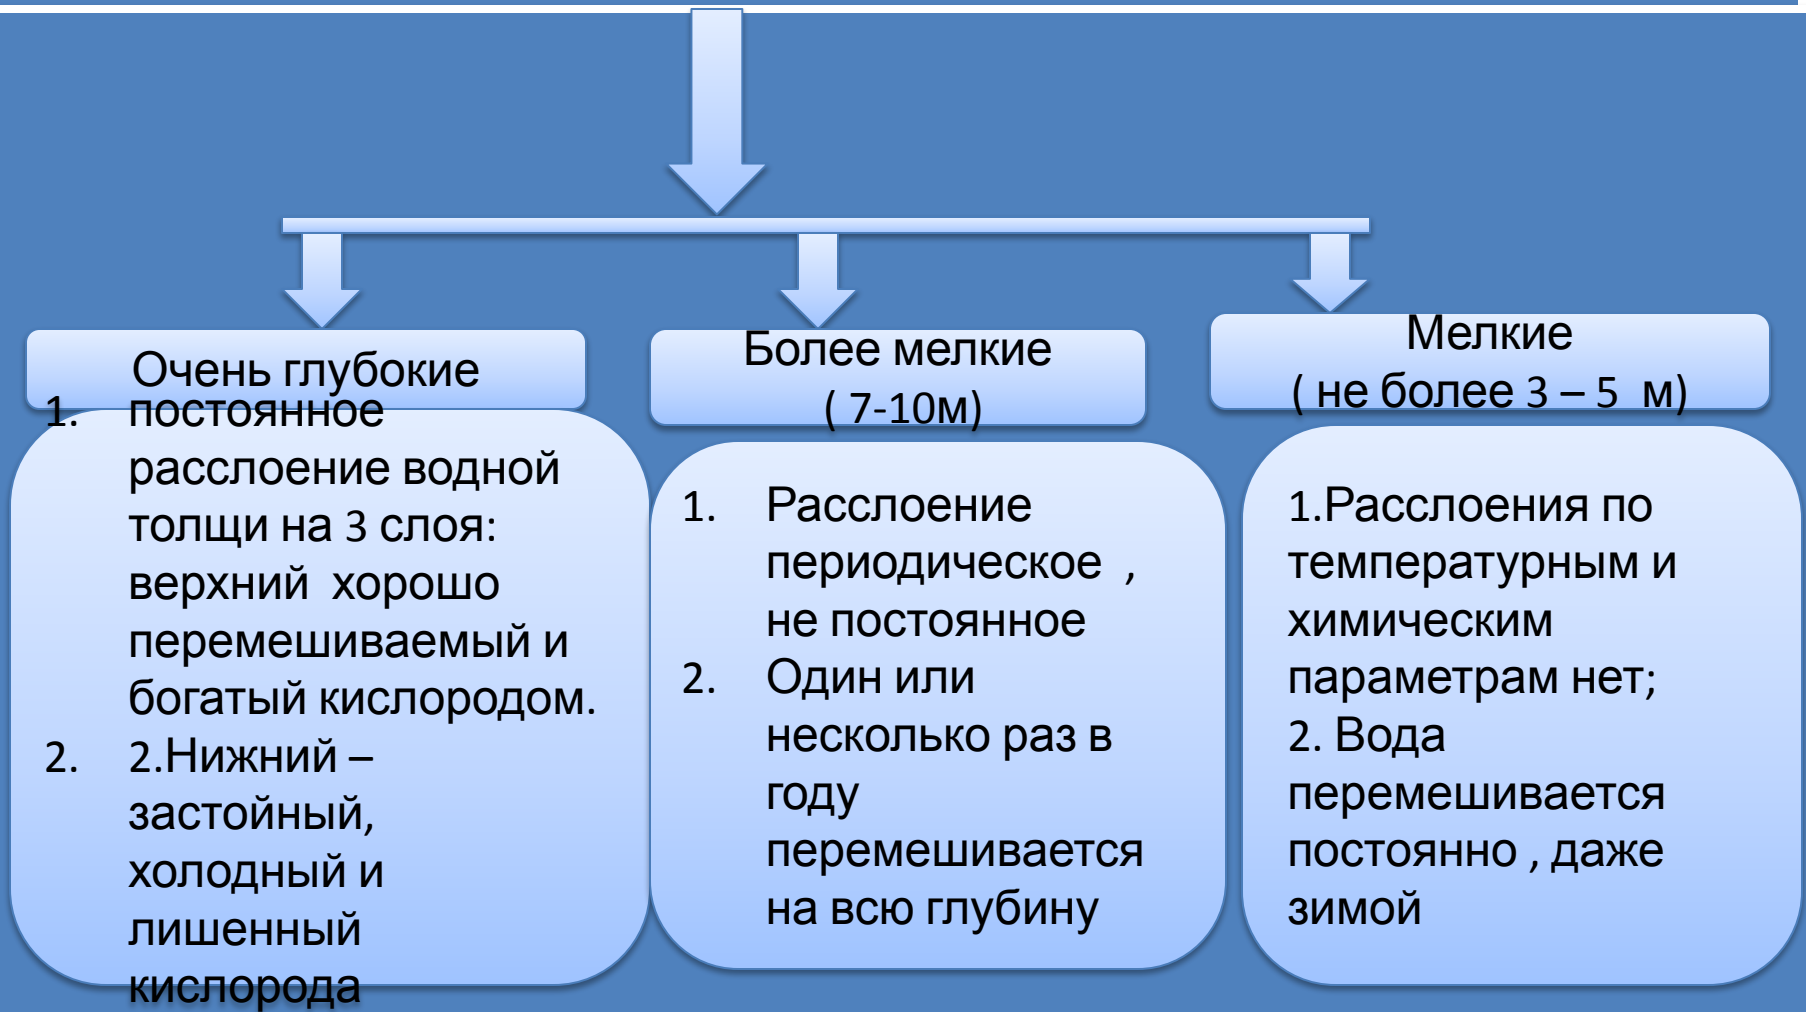 Очень глубокие
1. постоянное
расслоение водной
толщи на 3 слоя:
верхний хорошо
перемешиваемый и
богатый кислородом.
2. 2.Нижний –
застойный,
холодный и
лишенный
кислорода
Более мелкие
( 7-10м)
1. Расслоение
периодическое ,
не постоянное
2. Один или
несколько раз в
году
перемешивается
на всю глубину
Мелкие
( не более 3 – 5 м)
1.Расслоения по
температурным и
химическим
параметрам нет;
2. Вода
перемешивается
постоянно , даже
зимой